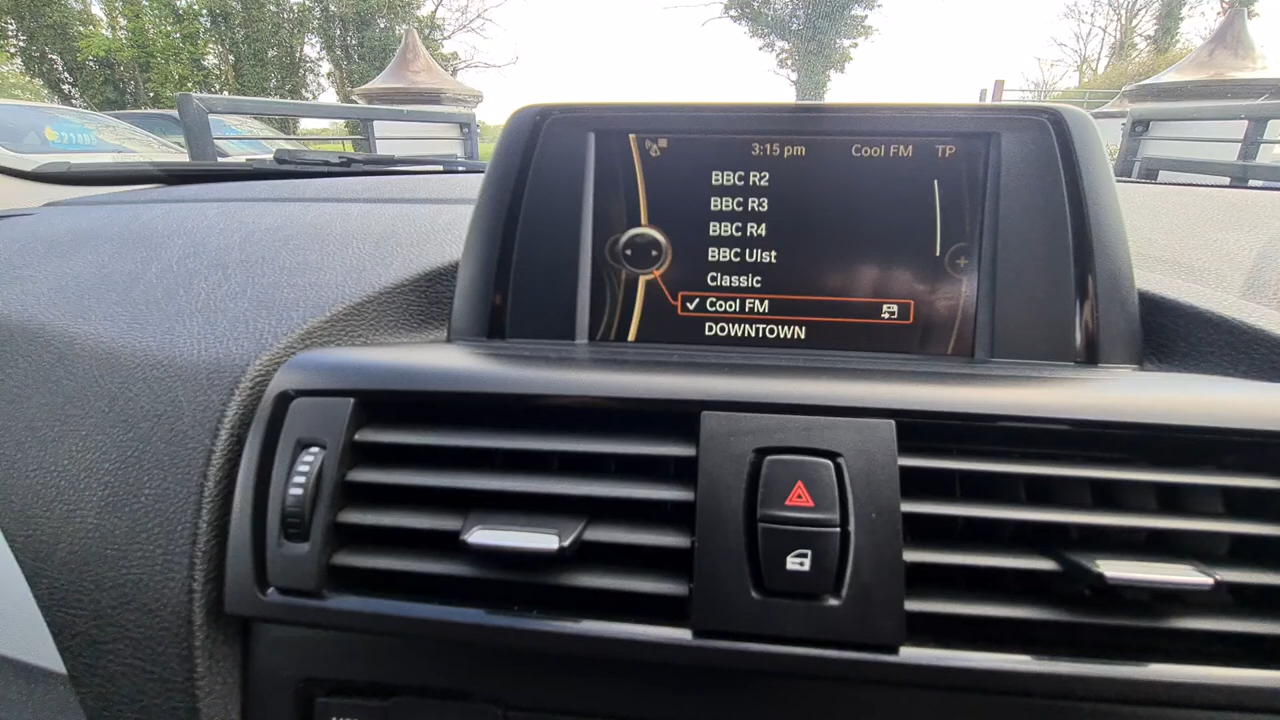 3:15 pm Cool FM TP
BBC R2
BBC R3
BBC R4
BBC Ulst
Classic
Cool FM
DOWNTOWN